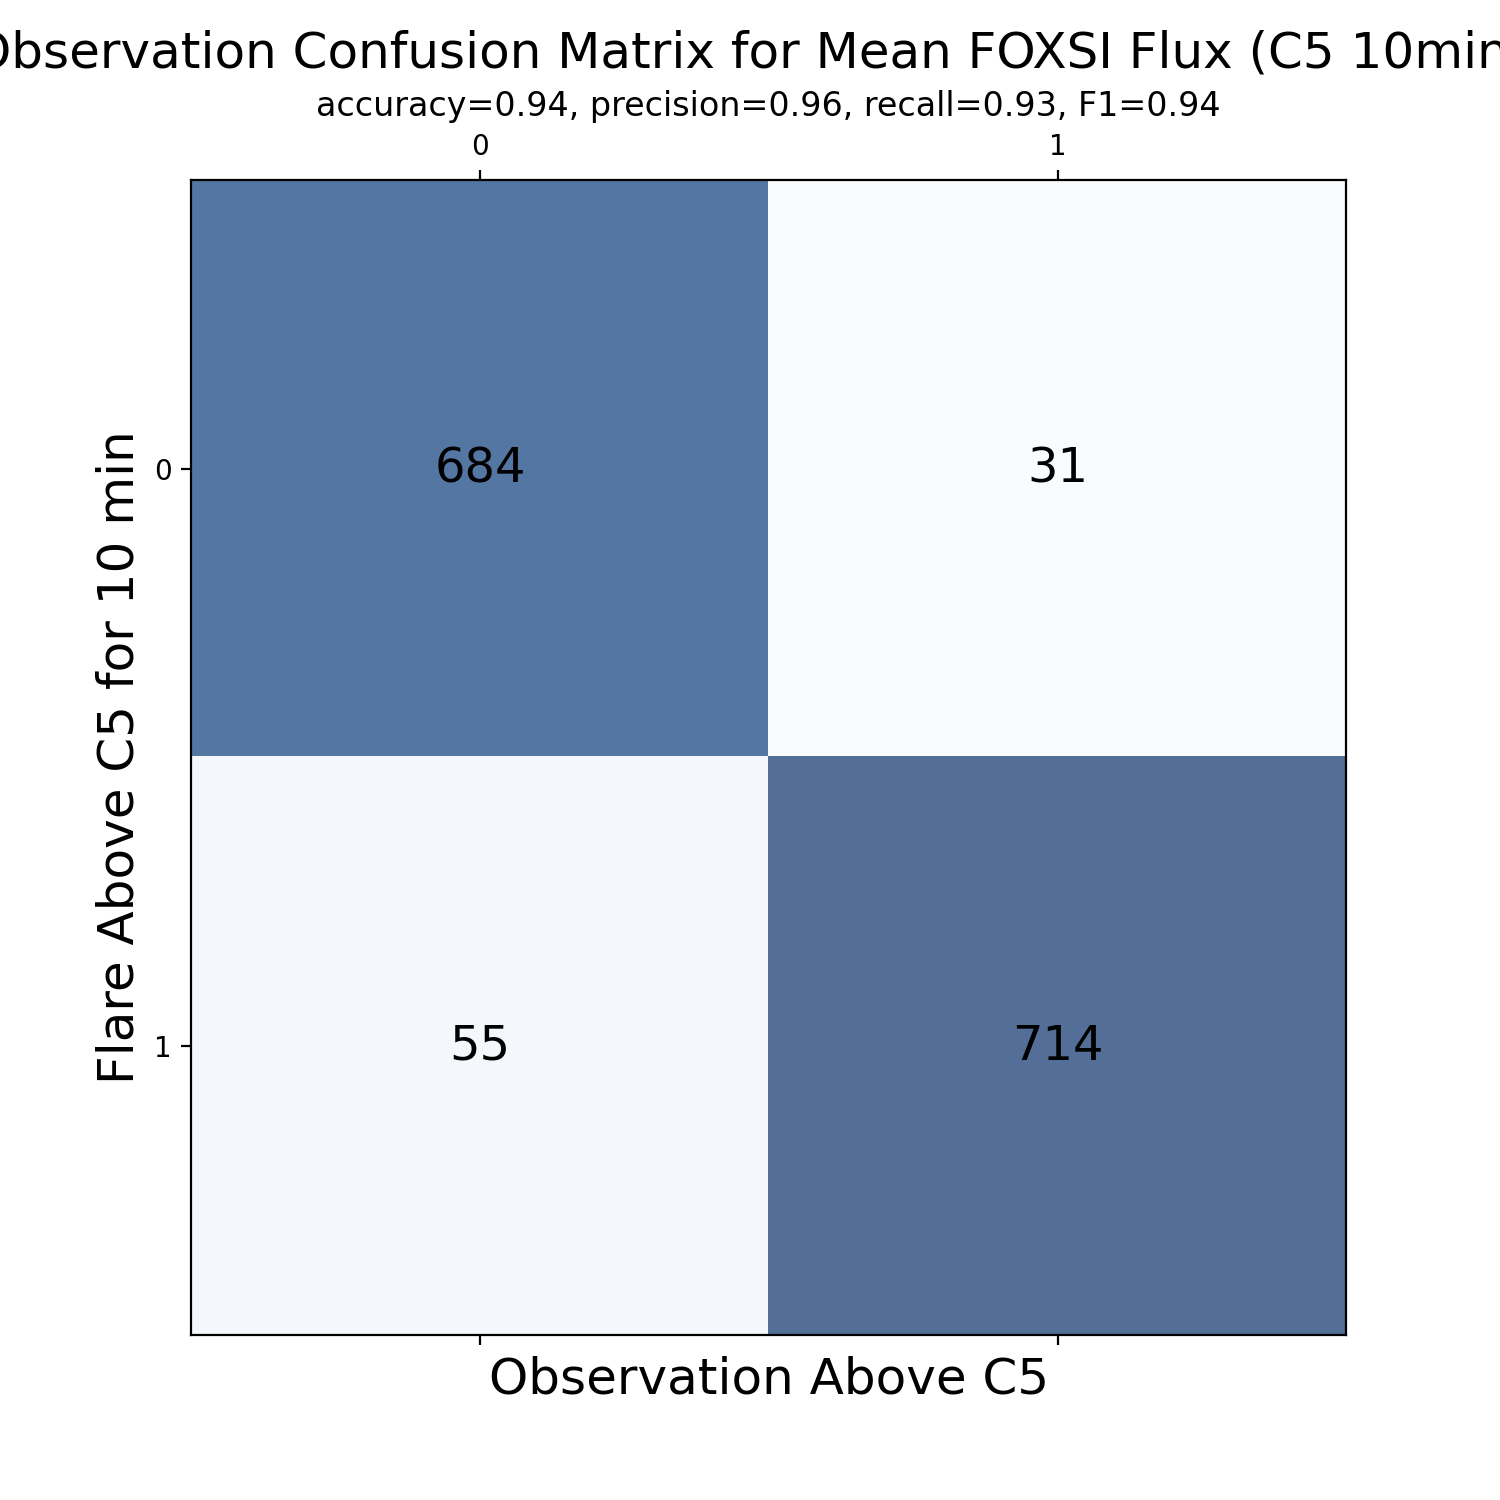 Observation Confusion Matrix for Mean FOXSI Flux (C5 10min
accuracy=0.94, precision=0.96, recall=0.93, F1=0.94
0 1
Flare Above C5 for 10 min
0 684 31
1 55 714
Observation Above C5